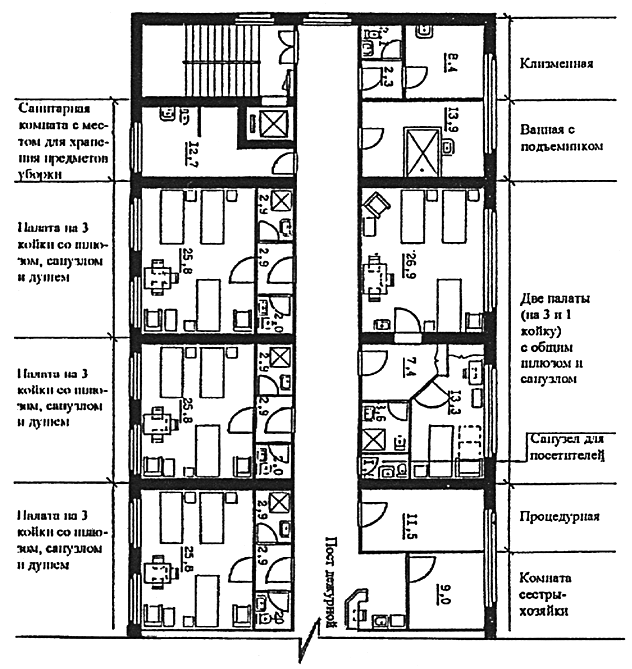 Клизменная
Санитарная
комната с мес-
том для хране-
ния предметов
уборки
Ванная с
подъемником
Палата на 3
койки со шлю-
зом, санузлом
и душем
Две палаты
(на 3 и 1
койку)
с общим
шлюзом и
санузлом
Палата на 3
койки со шлю-
зом, санузлом
и душем
Санузел для
посетителей
Палата на 3
койки со шлю-
зом, санузлом
и душем
Процедурная
Комната
сестры-
хозяйки
2,3
8,4
12,7
13,9
2,9
25,8
2,9
2,0
26,9
2,9
25,8
2,9
2,0
7,4
13,3
2,9
25,8
2,9
11,5
9,0
Пост дежурной